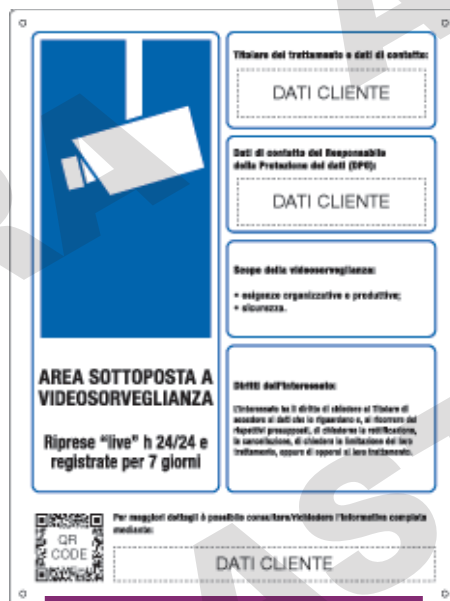 Titolare del trattamento e dati di contatto:
DATI CLIENTE
Dati di contatto del Responsabile
della Protezione dei dati (DPO):
DATI CLIENTE
Scopo della videosorveglianza:
• esigenze organizzative e produttive;
• sicurezza.
AREA SOTTOPOSTA A
VIDEOSORVEGLIANZA
Riprese “live” h 24/24 e
registrate per 7 giorni
Diritti dell'Interessato:
L'interessato ha il diritto di chiedere al Titolare di
accedere ai dati che lo riguardano e, al ricorrere dei
rispettivi presupposti, di chiederne la rettificazione,
la cancellazione, di chiedere la limitazione del loro
trattamento, oppure di opporsi al loro trattamento.
QR
CODE
Per maggiori dettagli è possibile consultare/richiedere l'informativa completa
mediante:
DATI CLIENTE